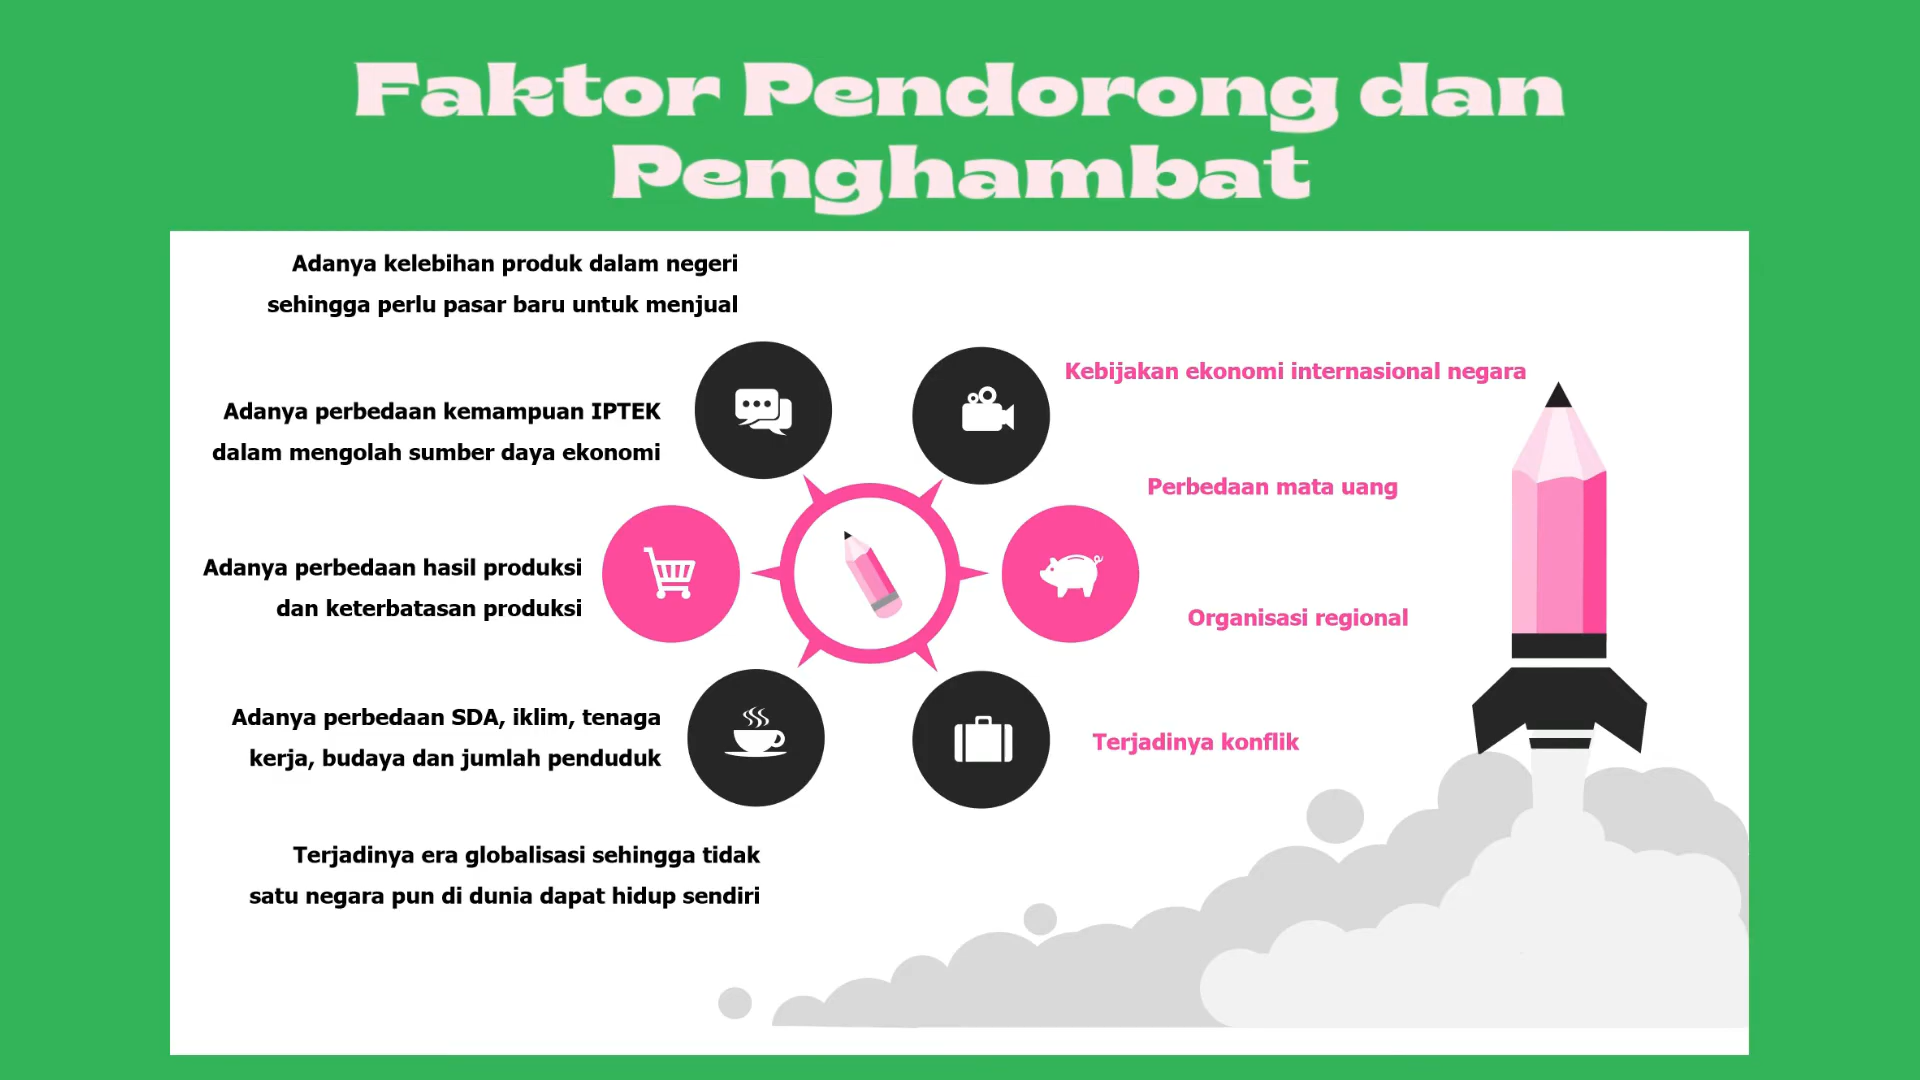 Faktor Pendorong dan
Penghambat
Adanya kelebihan produk dalam negeri
sehingga perlu pasar baru untuk menjual
Adanya perbedaan kemampuan IPTEK
dalam mengolah sumber daya ekonomi
Adanya perbedaan hasil produksi
dan keterbatasan produksi
Adanya perbedaan SDA, iklim, tenaga
kerja, budaya dan jumlah penduduk
Terjadinya era globalisasi sehingga tidak
satu negara pun di dunia dapat hidup sendiri
Kebijakan ekonomi internasional negara
Perbedaan mata uang
Organisasi regional
Terjadinya konflik